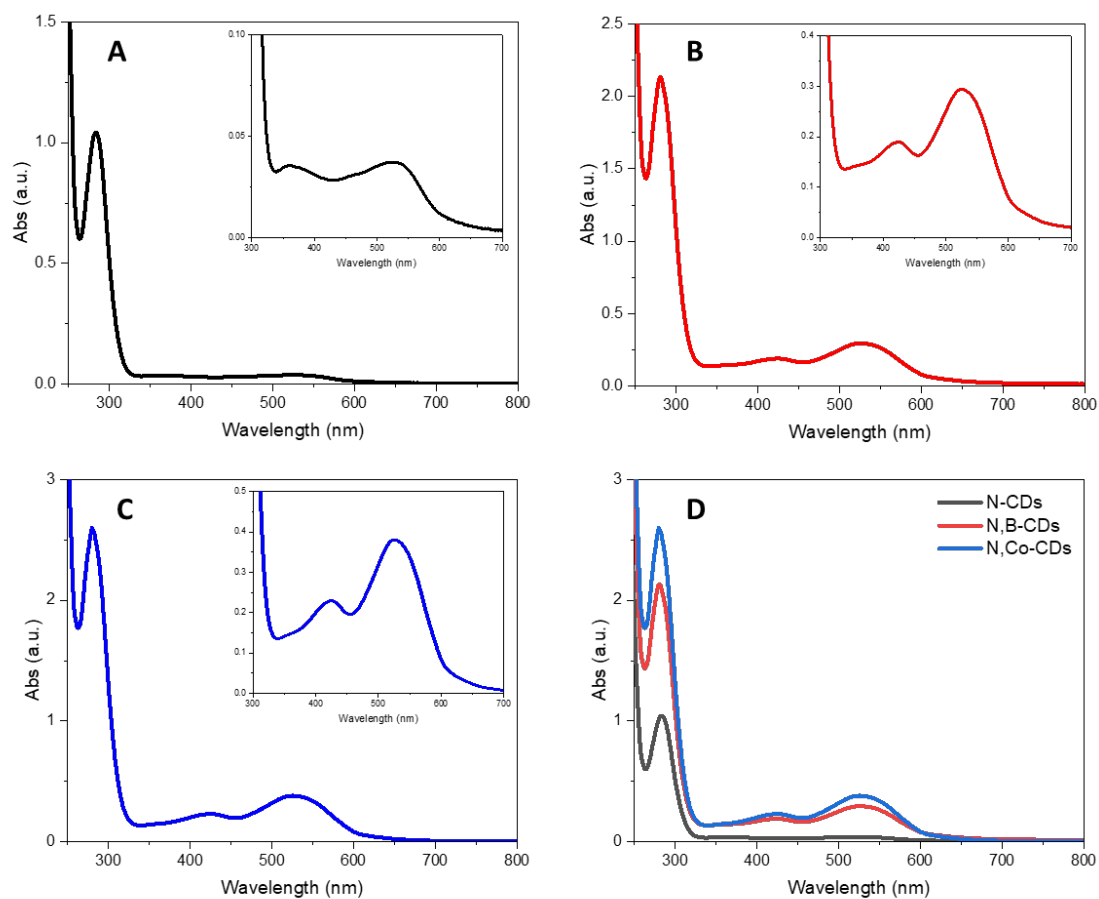 A
1.5
1.0
0.5
0.0
Abs (a.u.)
300 400 500 600 700 800
Wavelength (nm)
0.10
0.05
0.00
300 400 500 600 700
Wavelength (nm)
B
2.5
2.0
1.5
1.0
0.5
0.0
Abs (a.u.)
300 400 500 600 700 800
Wavelength (nm)
0.4
0.3
0.2
0.1
0.0
300 400 500 600 700
Wavelength (nm)
C
3
2
1
0
Abs (a.u.)
300 400 500 600 700 800
Wavelength (nm)
0.5
0.4
0.3
0.2
0.1
0.0
300 400 500 600 700
Wavelength (nm)
D
N-CDs
N,B-CDs
N,Co-CDs
3
2
1
0
Abs (a.u.)
300 400 500 600 700 800
Wavelength (nm)